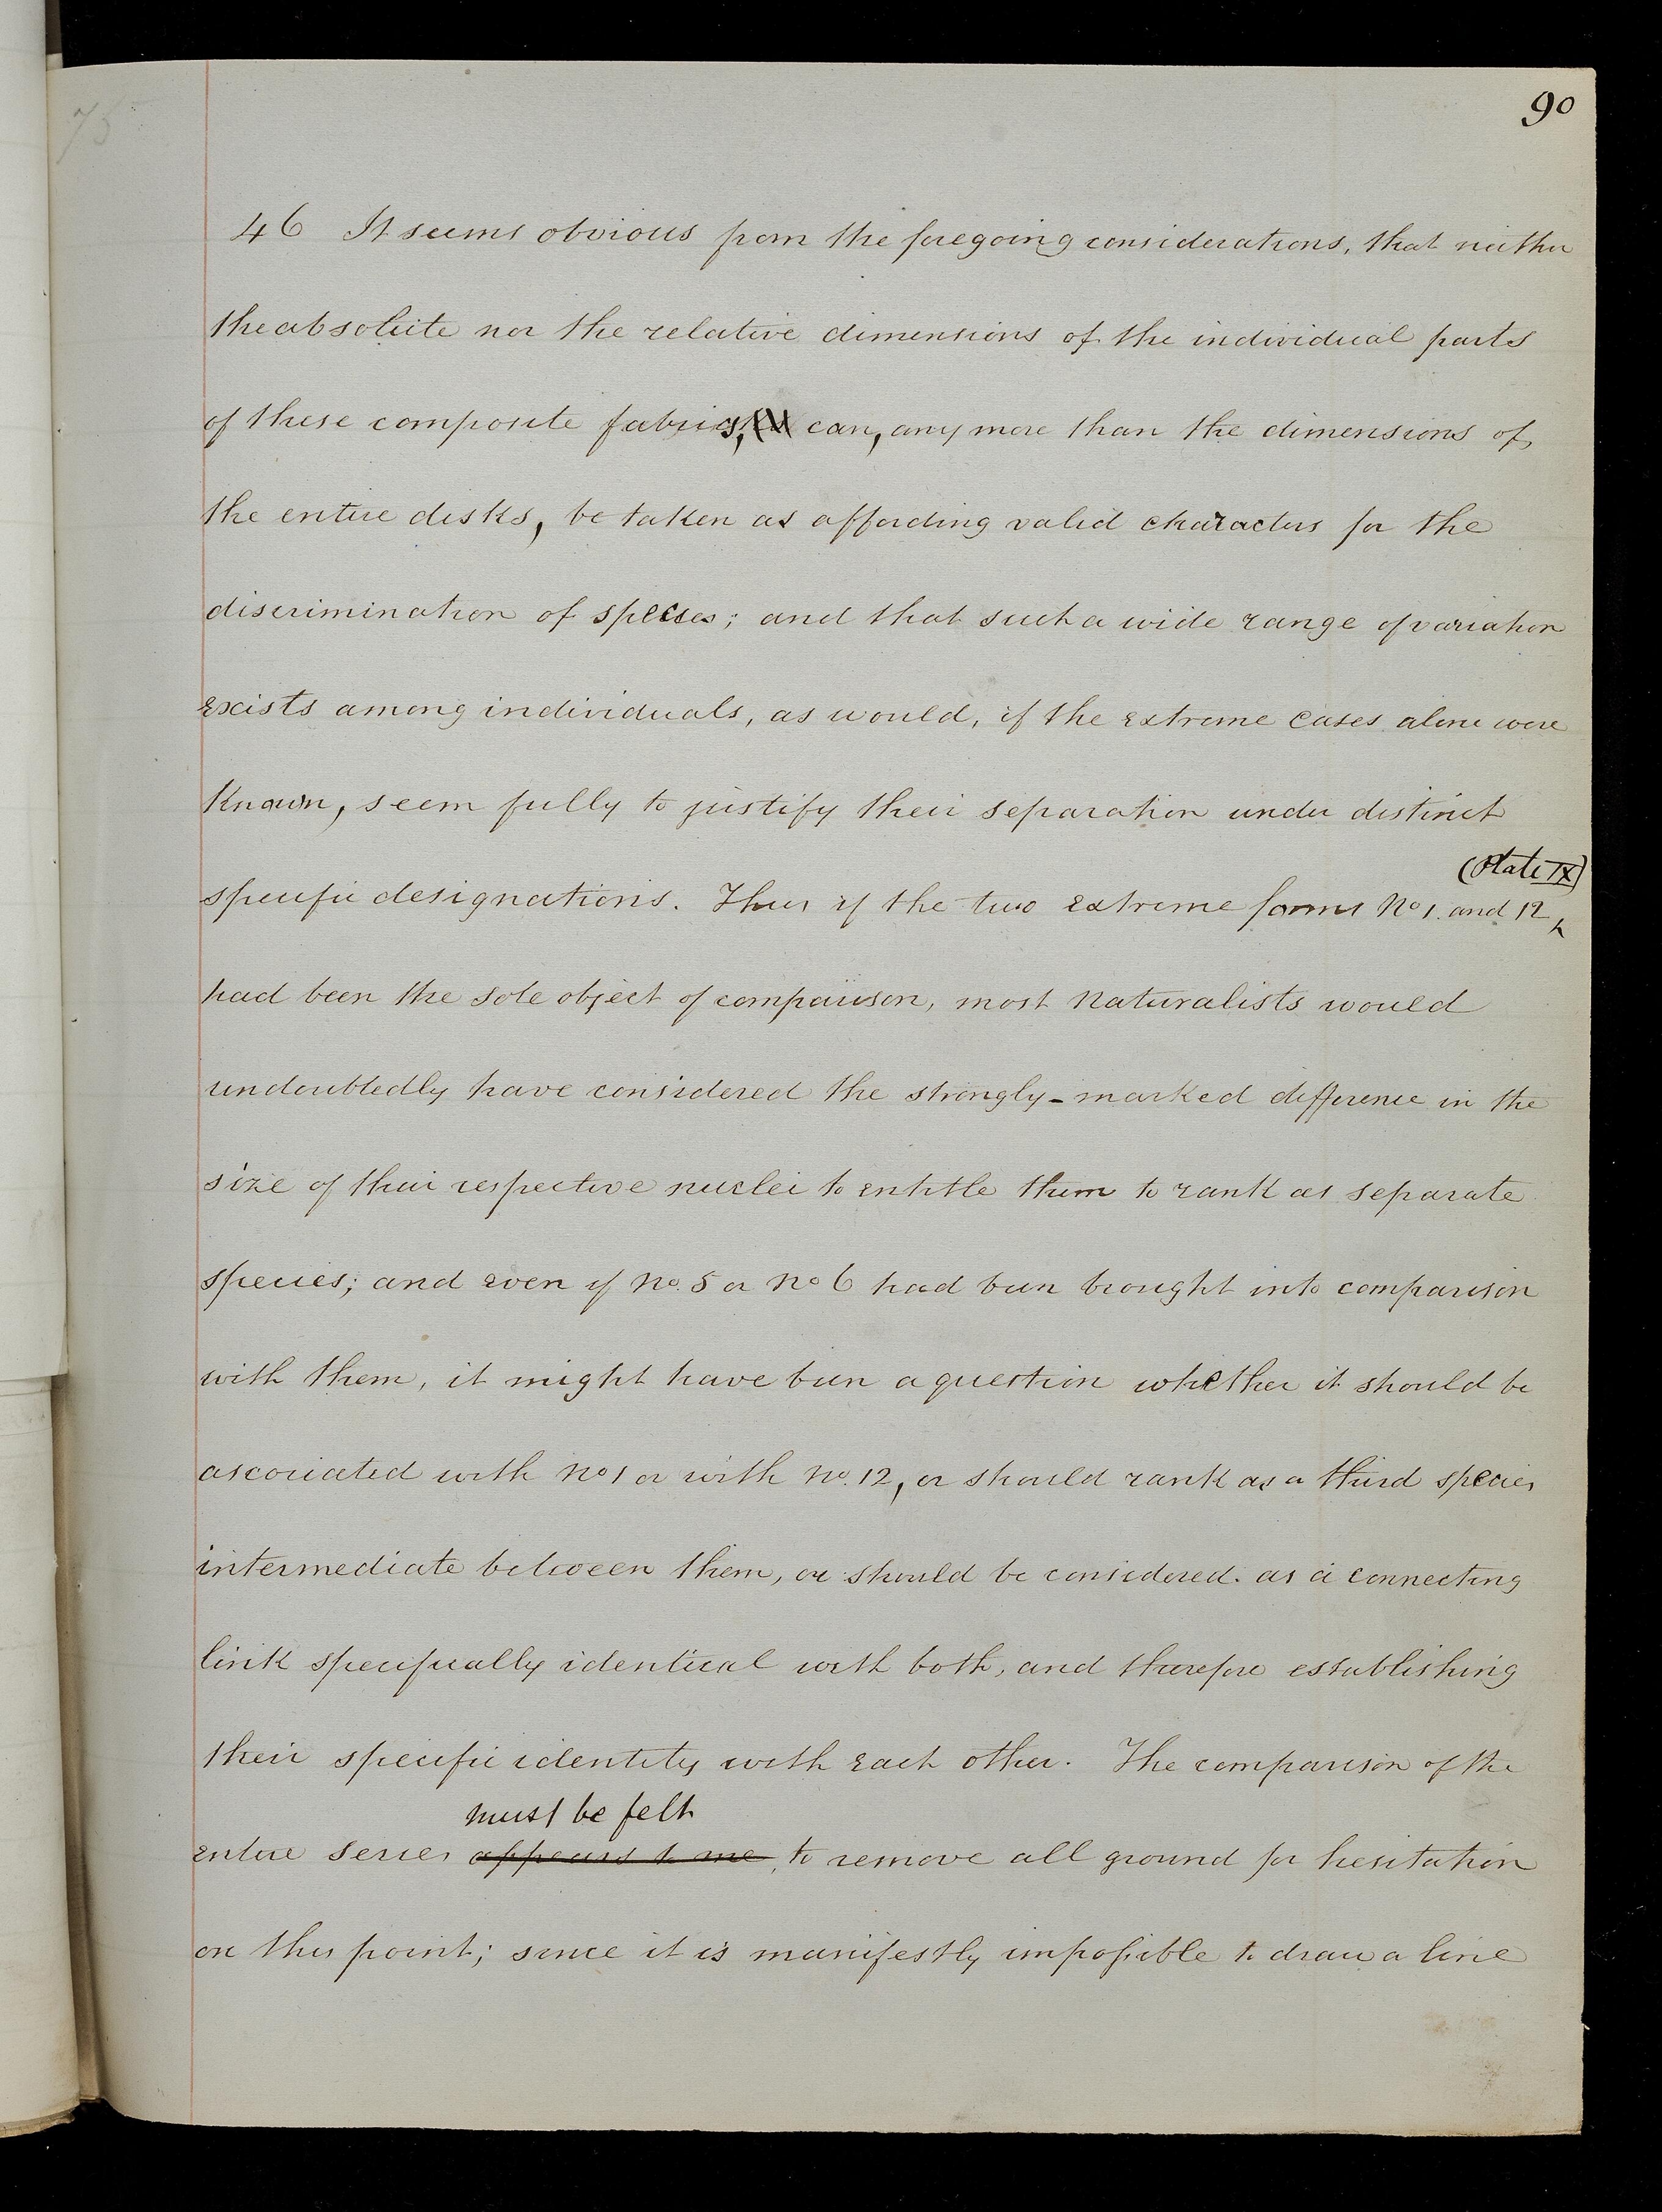 90
46 It seems obvious from the foregoing considerations, that neither
the absolute nor the relative dimensions of the individual parts
of these composite fabrics, can, any more than the dimensions of
the entire disks, be taken as affording valid characters for the
discrimination of species; and that such a wide range of variation
exists among individuals, as would, if the extreme cases alone were
Known, seem fully to justify their separation under distinct
(Plate IX)
specific designations. Thus if the two extreme forms No 1. and 12
had been the sole object of comparison, most Naturalists would
undoubtedly have considered the strongly-marked difference in the
size of their respective nuclei to entitle them to rank as separate
species; and even if No. 5 or No 6 had been brought into comparison
with them, it might have been a question whether it should be
associated with No 1 or with No. 12, or should rank as a third species
intermediate between them, or should be considered as a connecting
link specifically identical with both, and therefore establishing
their specific identity with each other. The comparison of the
must be felt
entire series appears to me, to remove all ground for hesitation
on this point; since it is manifestly impossible to draw a line